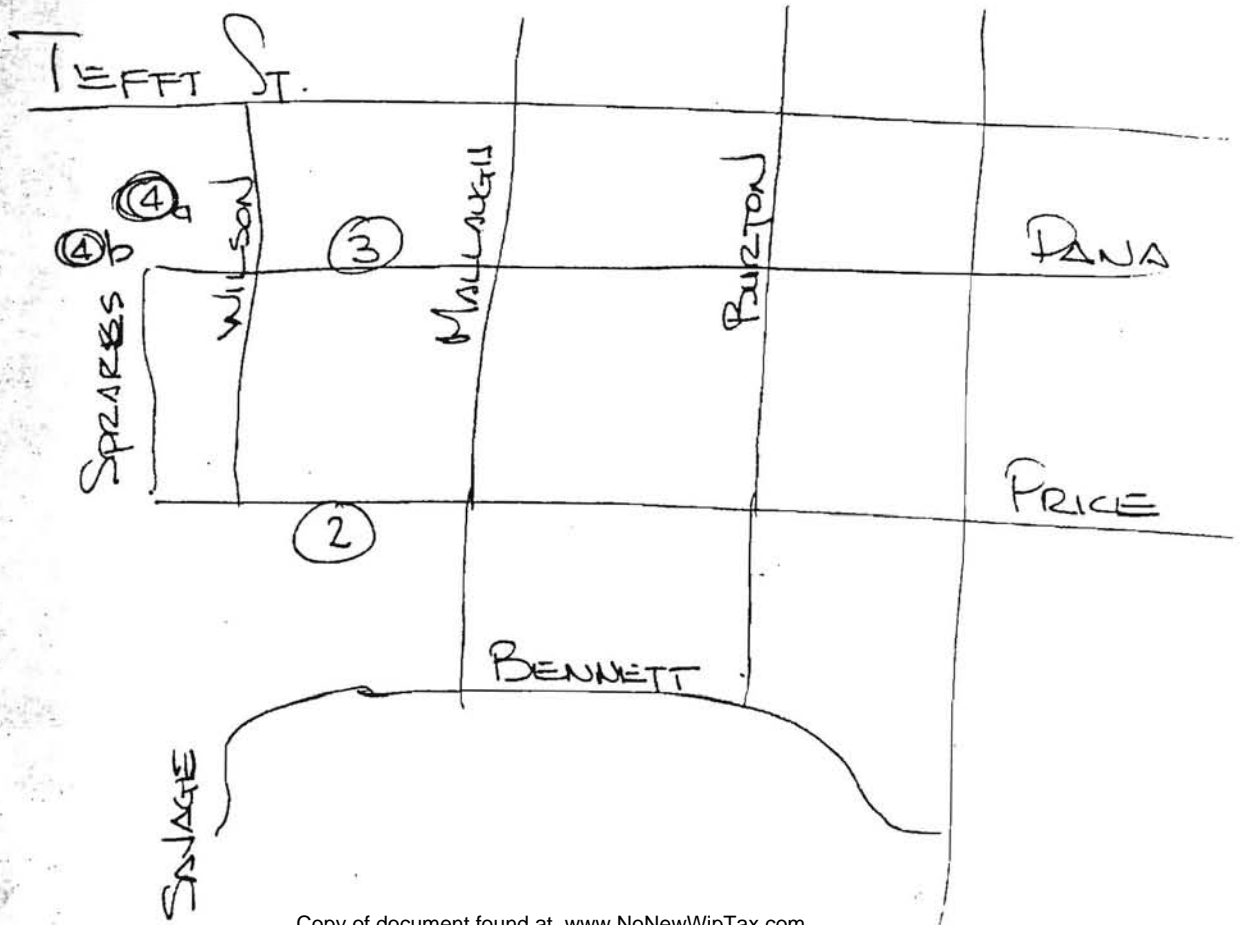 TEFFT ST.
4a
4b
WILSON
3
MALLAUGH
BURTON
DANA
SPARKS
PRICE
2
BENNETT
SAVAGE
Copy of document found at www.NoNewWipTax.com